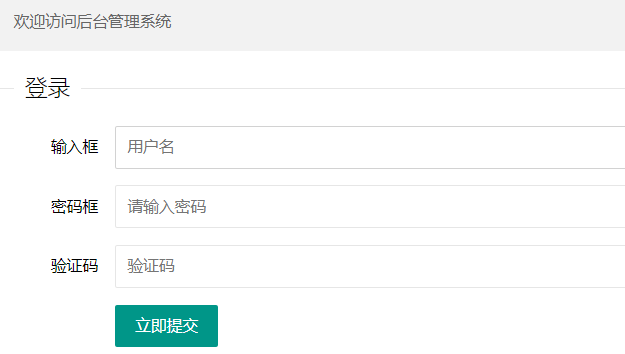 欢迎访问后台管理系统
登录
输入框 用户名
密码框 请输入密码
验证码 验证码
立即提交